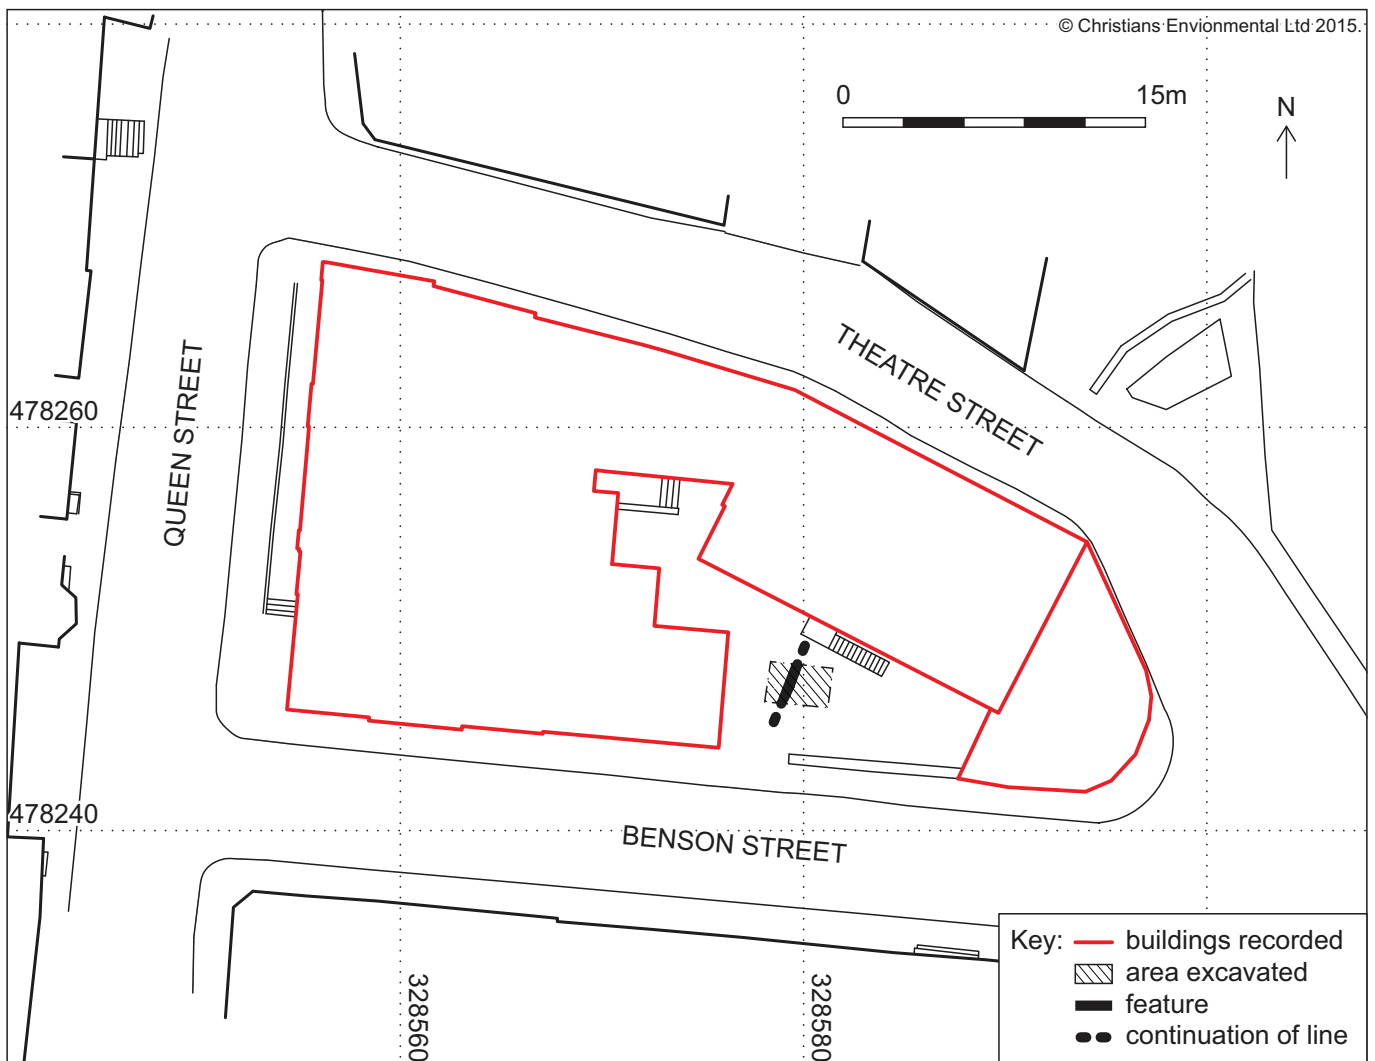 © Christians Envionmental Ltd 2015.
0 15m
N
THEATRE STREET
QUEEN STREET
478260
478240
BENSON STREET
328560
328580
Key:
buildings recorded
area excavated
feature
continuation of line